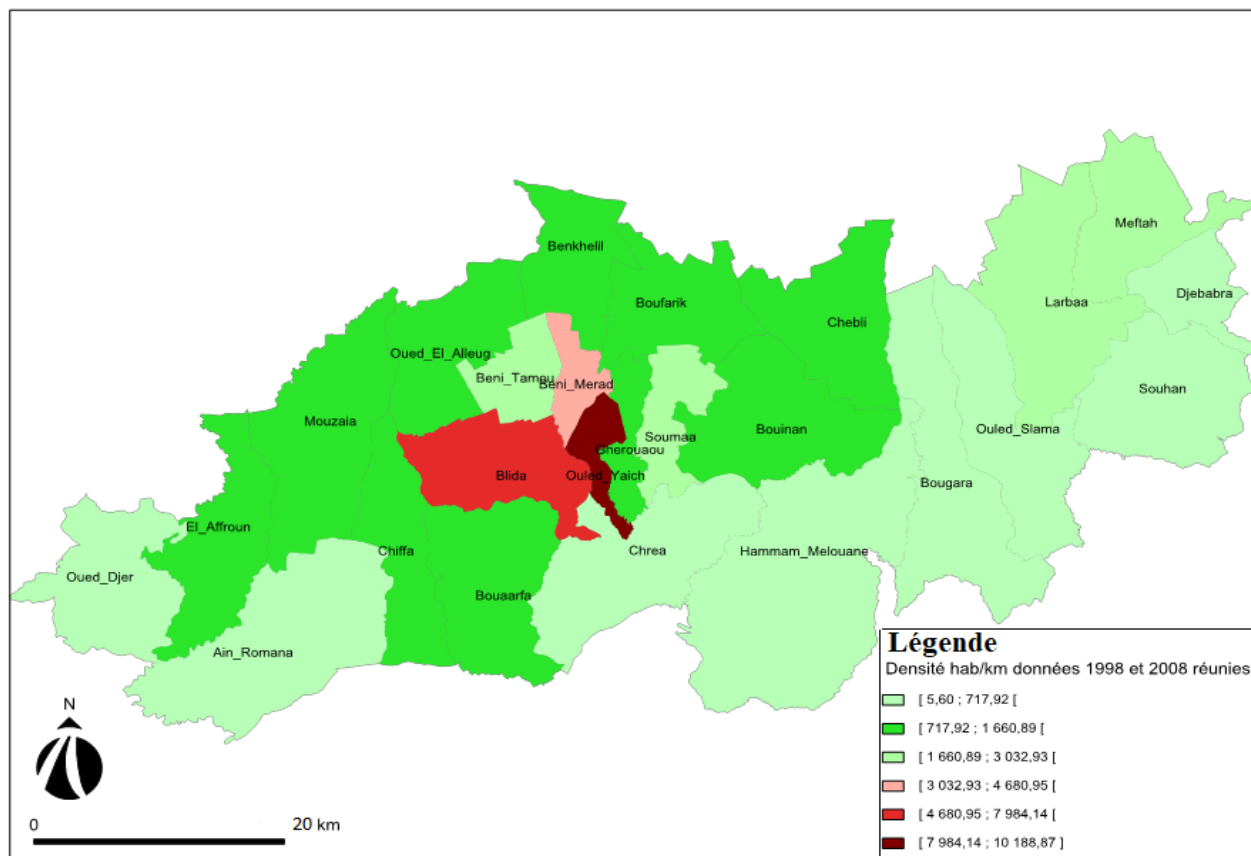 Meftah
Benkhelil
Djebabra
Boufarik
Larbaa
Chebli
Oued_El_Alleug
Beni_Tamou
Beni_Merad
Souhan
Mouzaia
Ouled_Slama
Bouinan
Soumaa
Gherouaou
Blida
Ouled_Yaich
Bougara
El_Affroun
Chiffa
Chrea
Hammam_Melouane
Oued_Djer
Bouaarfa
Ain_Romana
Légende
Densité hab/km données 1998 et 2008 réunies
[ 5,60 ; 717,92 [
[ 717,92 ; 1 660,89 [
[ 1 660,89 ; 3 032,93 [
[ 3 032,93 ; 4 680,95 [
[ 4 680,95 ; 7 984,14 [
[ 7 984,14 ; 10 188,87 ]
N
0 20 km